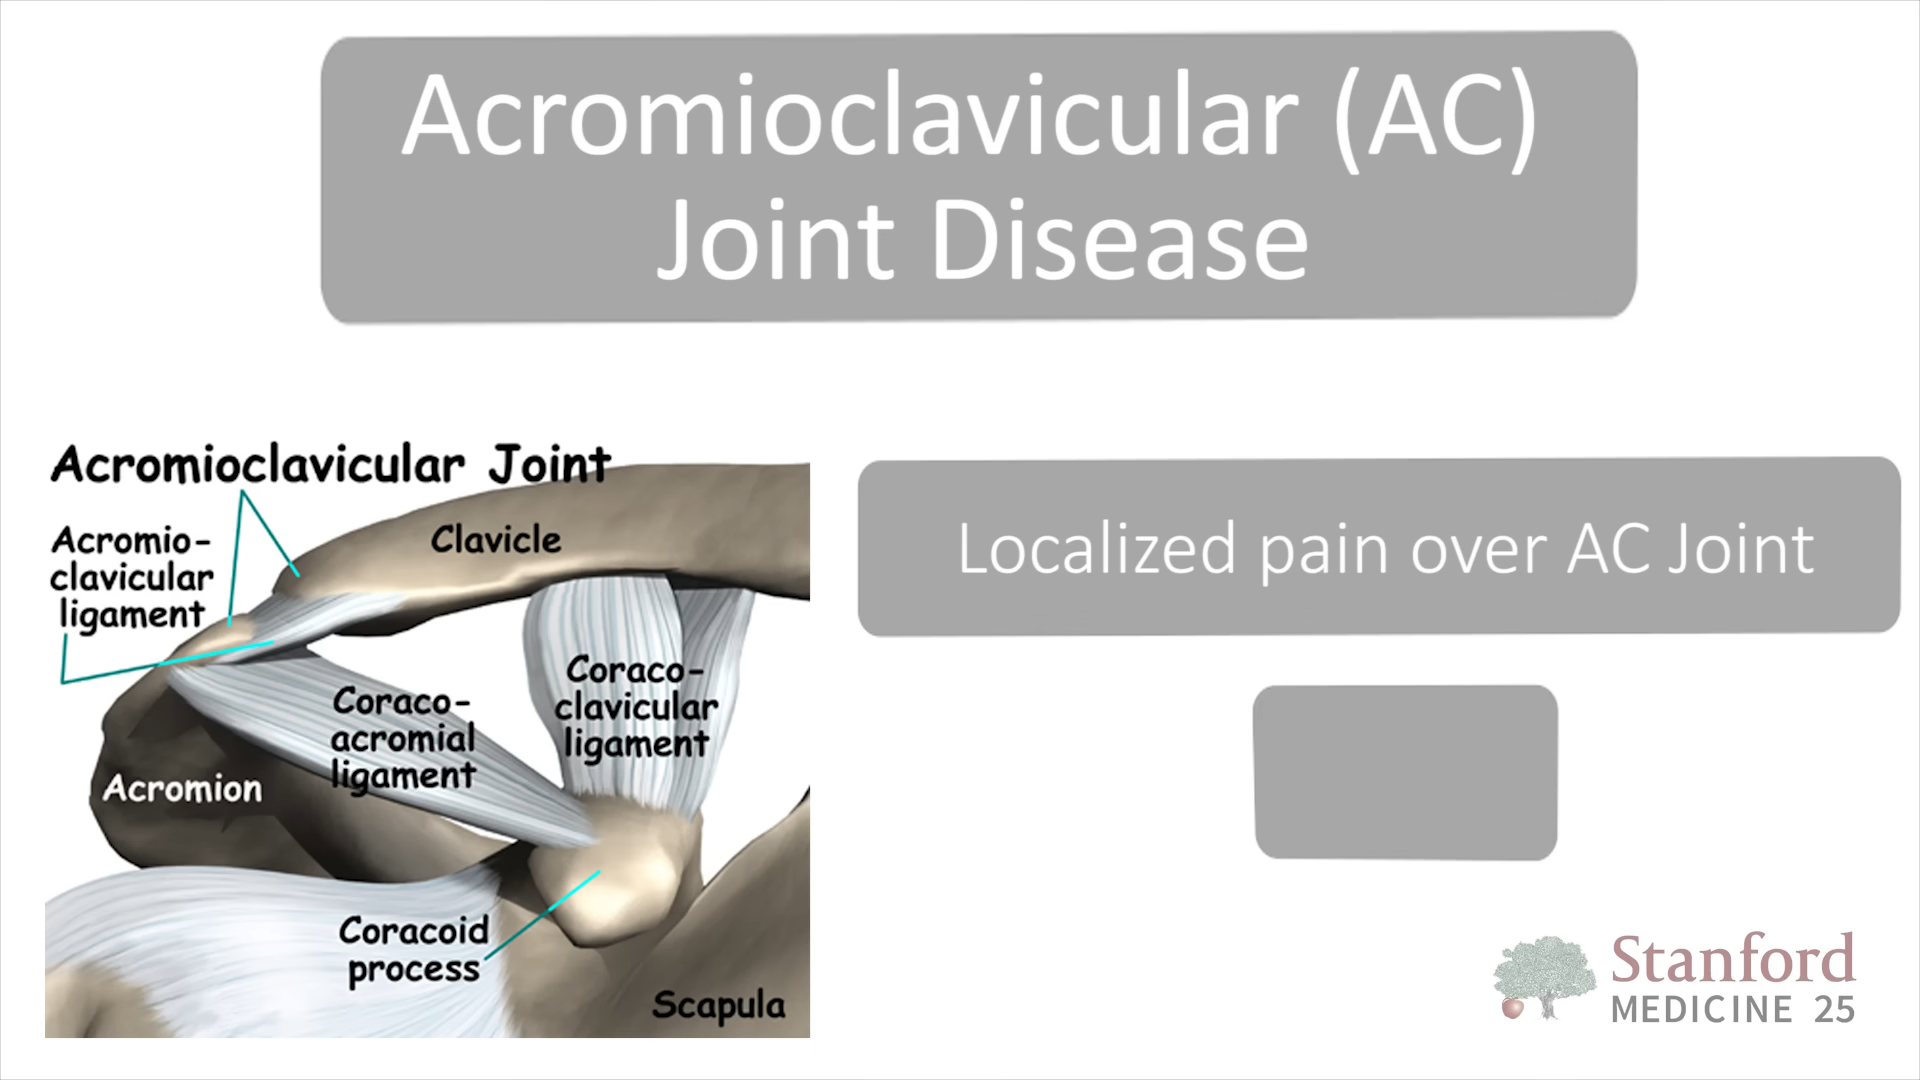 Acromioclavicular (AC)
Joint Disease
Acromioclavicular Joint
Acromio-
clavicular
ligament
Clavicle
Coraco-
acromial
ligament
Coraco-
clavicular
ligament
Acromion
Coracoid
process
Scapula
Localized pain over AC Joint
Stanford
MEDICINE 25